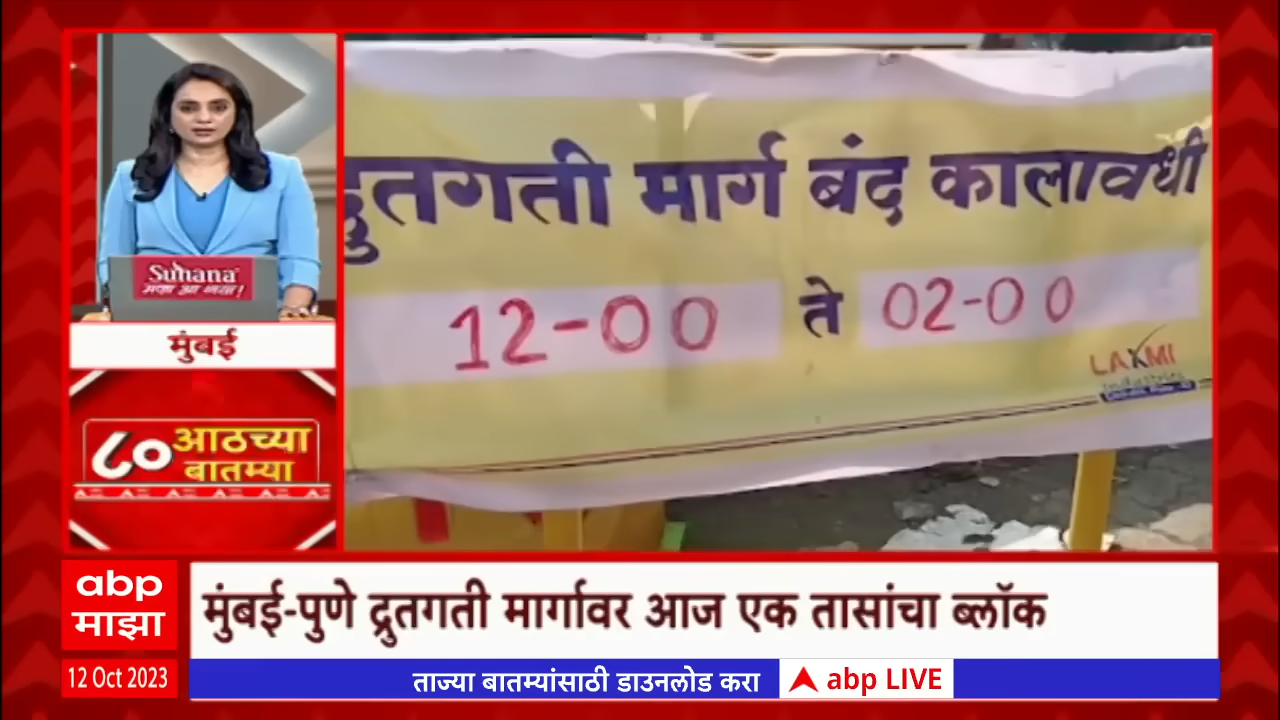 द्रुतगती मार्ग बंद कालावधी
12-00 ते 02-00
LAXMI
Suhana
मुंबई
८० आठच्या
बातम्या
abp
माझा
मुंबई-पुणे द्रुतगती मार्गावर आज एक तासांचा ब्लॉक
12 Oct 2023
ताज्या बातम्यांसाठी डाउनलोड करा abp LIVE